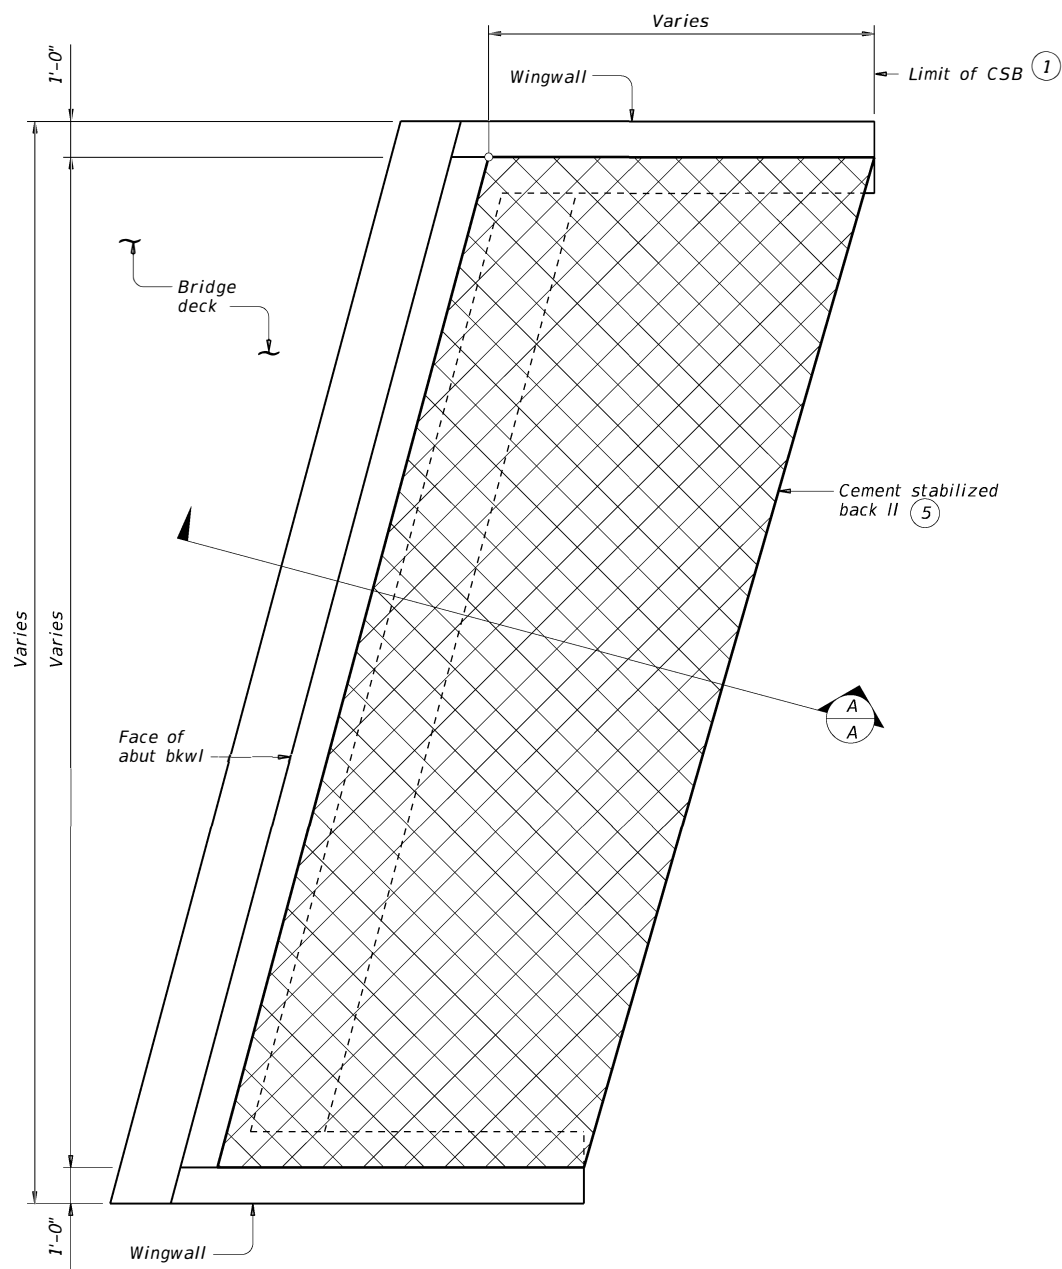 Varies
1'-0"
Wingwall
Limit of CSB 1
Bridge
deck
Cement stabilized
back ll 5
Varies
Varies
A
A
Face of
abut bkwl
1'-0"
Wingwall